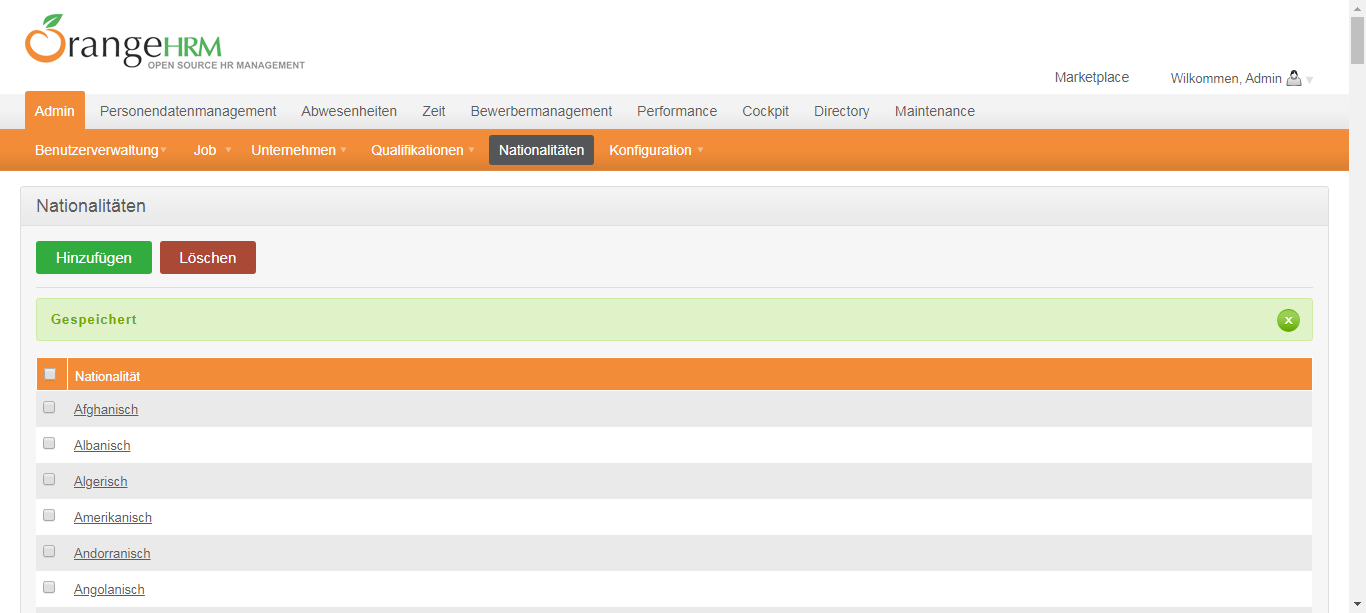 OrangeHRM
OPEN SOURCE HR MANAGEMENT
Marketplace
Willkommen, Admin
Admin Personendatenmanagement Abwesenheiten Zeit Bewerbermanagement Performance Cockpit Directory Maintenance
Benutzerverwaltung Job Unternehmen Qualifikationen Nationalitäten Konfiguration
Nationalitäten
Hinzufügen Löschen
Gespeichert
Nationalität
Afghanisch
Albanisch
Algerisch
Amerikanisch
Andorranisch
Angolanisch